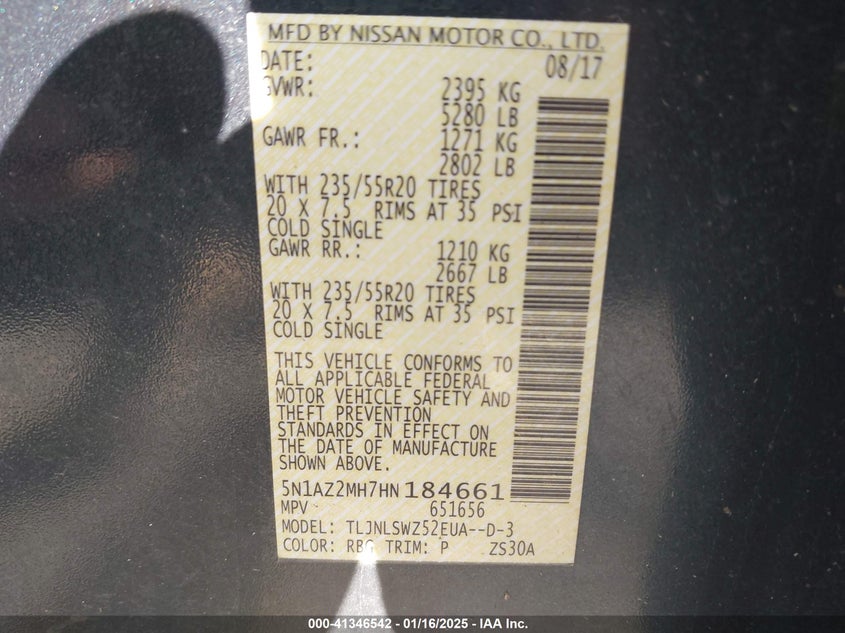 MFD BY NISSAN MOTOR CO., LTD.
DATE: 08/17
GVWR: 2395 KG
5280 LB
GAWR FR.: 1271 KG
2802 LB
WITH 235/55R20 TIRES
20 X 7.5 RIMS AT 35 PSI
COLD SINGLE
GAWR RR.: 1210 KG
2667 LB
WITH 235/55R20 TIRES
20 X 7.5 RIMS AT 35 PSI
COLD SINGLE
THIS VEHICLE CONFORMS TO
ALL APPLICABLE FEDERAL
MOTOR VEHICLE SAFETY AND
THEFT PREVENTION
STANDARDS IN EFFECT ON
THE DATE OF MANUFACTURE
SHOWN ABOVE.
5N1AZ2MH7HN184661
MPV 651656
MODEL: TLJNLSWZ52EUA--D-3
COLOR: TRIM: P ZS30A
000-41346542 - 01/16/2025 - IAA Inc.